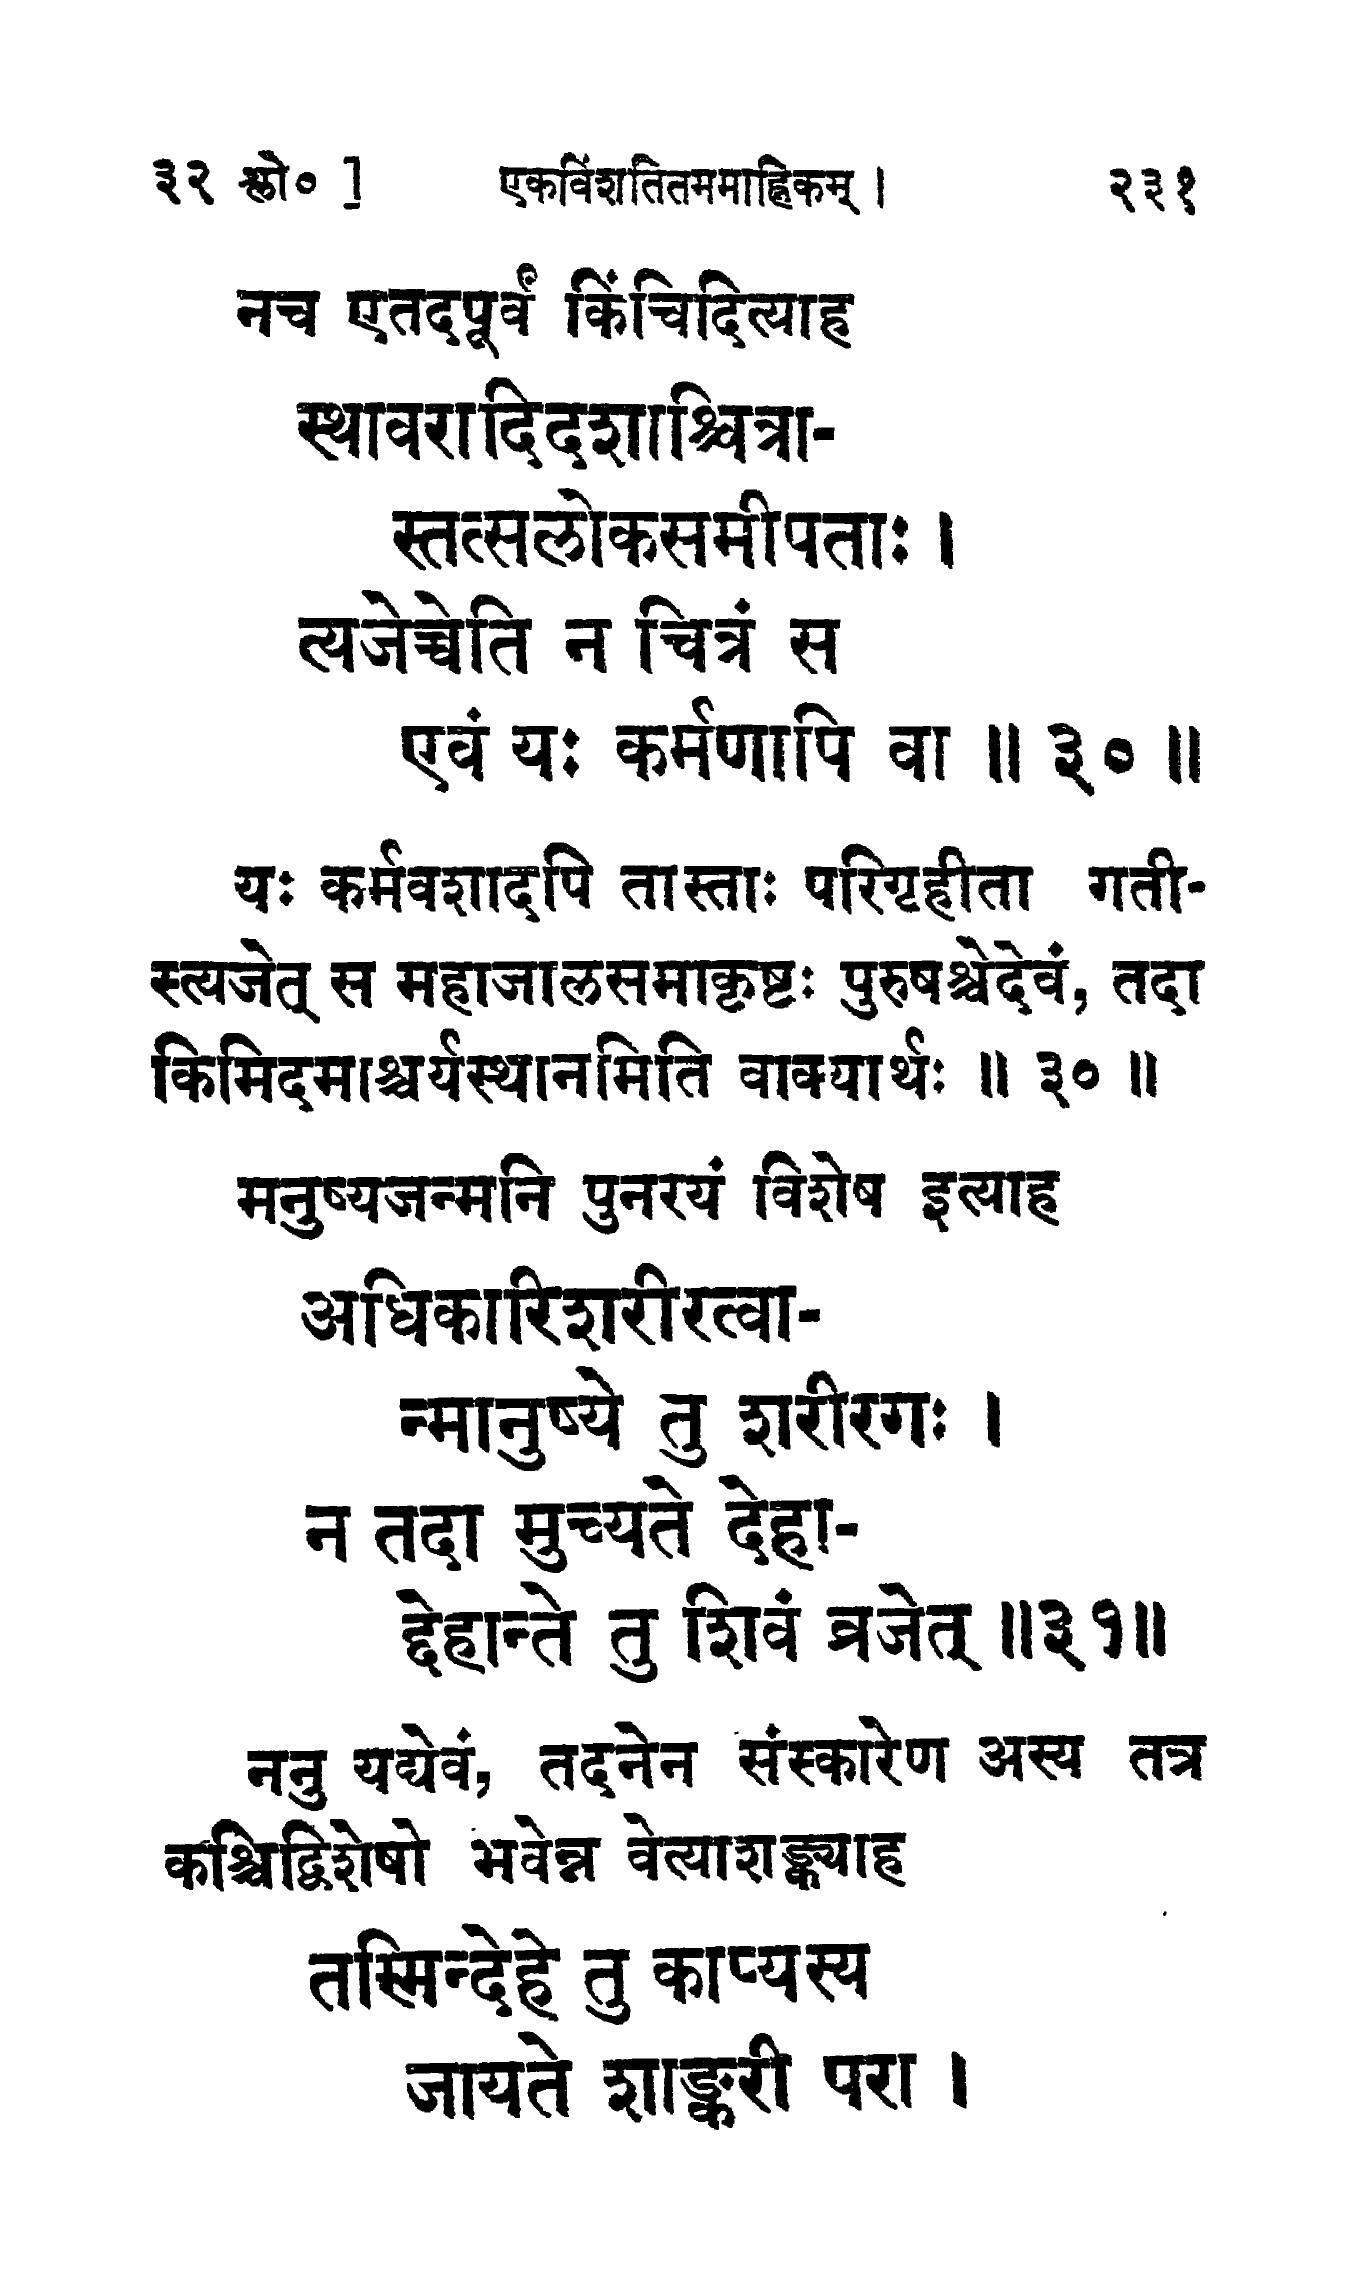 ३२ श्लो० ] एकविंशतितममाह्निकम् । २३१
नच एतदपूर्वं किंचिदित्याह
स्थावरादिदशाश्चित्रा-
स्तत्सलोकसमीपताः ।
त्यजेच्चेति न चित्रं स
एवं यः कर्मणापि वा ॥ ३० ॥
यः कर्मवशादपि तास्ताः परिगृहीता गती-
स्त्यजेत् स महाजालसमाकृष्टः पुरुषश्चेदेवं, तदा
किमिदमाश्चर्यस्थानमिति वाक्यार्थः ॥ ३० ॥
मनुष्यजन्मनि पुनरयं विशेष इत्याह
अधिकारिशरीरत्वा-
न्मानुष्ये तु शरीरगः ।
न तदा मुच्यते देहा-
द्देहान्ते तु शिवं व्रजेत् ॥३१॥
ननु यद्येवं, तदनेन संस्कारेण अस्य तत्र
कश्चिद्विशेषो भवेन्न वेत्याशङ्क्याह
तस्मिन्देहे तु काप्यस्य
जायते शाङ्करी परा ।